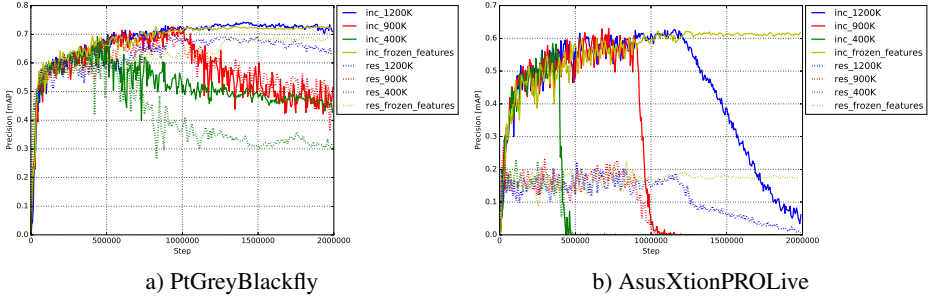 0.8
0.7
0.6
0.5
0.4
0.3
0.2
0.1
0.0
Precision [mAP]
0 500000 1000000 1500000 2000000
Step
inc_1200K
inc_900K
inc_400K
inc_frozen_features
res_1200K
res_900K
res_400K
res_frozen_features
a) PtGreyBlackfly
0.7
0.6
0.5
0.4
0.3
0.2
0.1
0.0
Precision [mAP]
0 500000 1000000 1500000 2000000
Step
inc_1200K
inc_900K
inc_400K
inc_frozen_features
res_1200K
res_900K
res_400K
res_frozen_features
b) AsusXtionPROLive